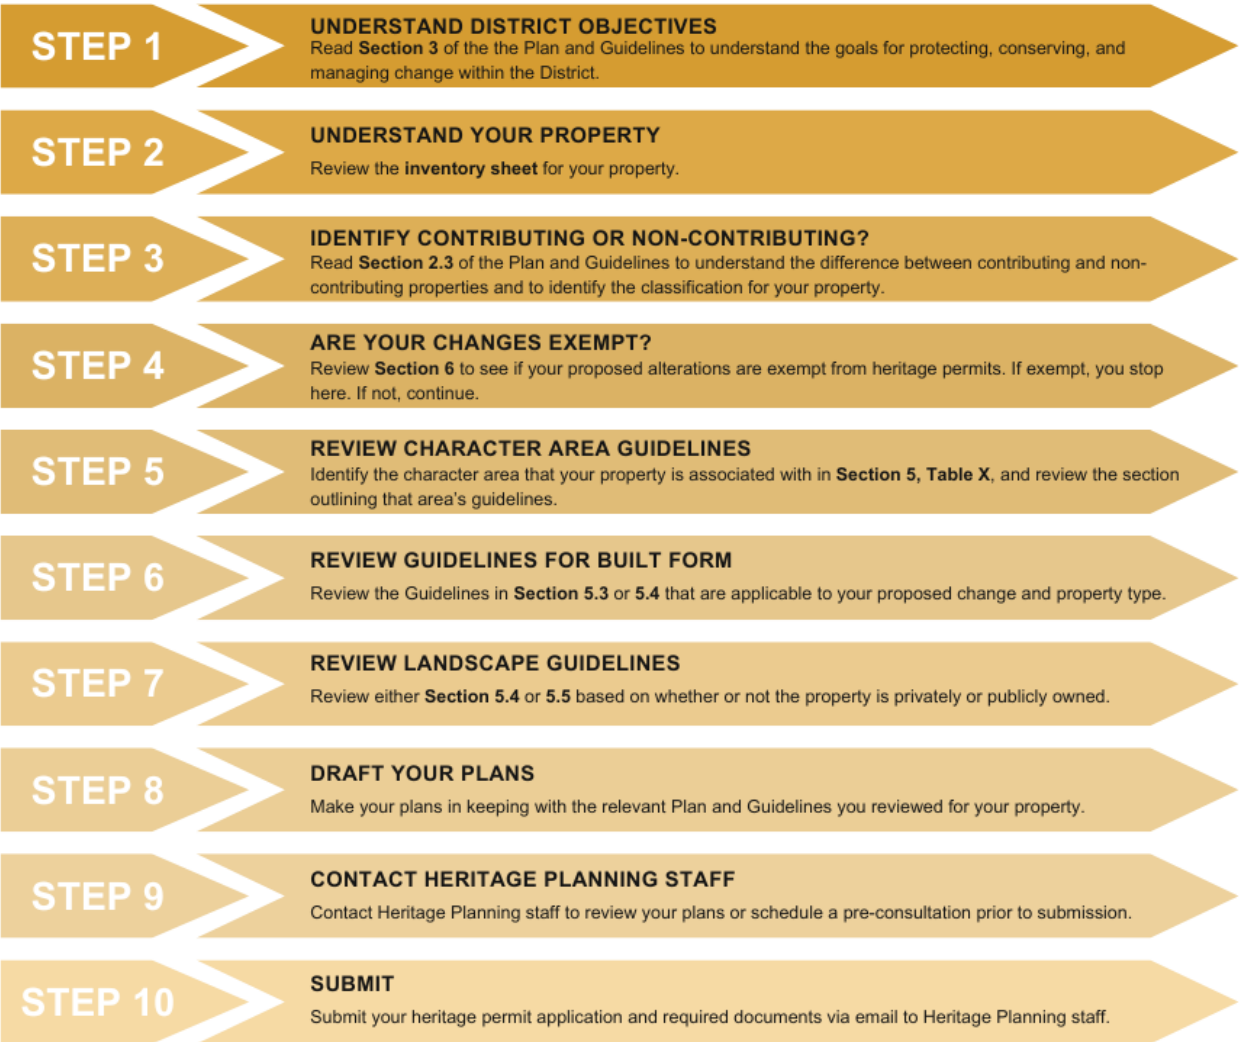 STEP 1
UNDERSTAND DISTRICT OBJECTIVES
Read Section 3 of the the Plan and Guidelines to understand the goals for protecting, conserving, and
managing change within the District.
STEP 2
UNDERSTAND YOUR PROPERTY
Review the inventory sheet for your property.
STEP 3
IDENTIFY CONTRIBUTING OR NON-CONTRIBUTING?
Read Section 2.3 of the Plan and Guidelines to understand the difference between contributing and non-
contributing properties and to identify the classification for your property.
STEP 4
ARE YOUR CHANGES EXEMPT?
Review Section 6 to see if your proposed alterations are exempt from heritage permits. If exempt, you stop
here. If not, continue.
STEP 5
REVIEW CHARACTER AREA GUIDELINES
Identify the character area that your property is associated with in Section 5, Table X, and review the section
outlining that area's guidelines.
STEP 6
REVIEW GUIDELINES FOR BUILT FORM
Review the Guidelines in Section 5.3 or 5.4 that are applicable to your proposed change and property type.
STEP 7
REVIEW LANDSCAPE GUIDELINES
Review either Section 5.4 or 5.5 based on whether or not the property is privately or publicly owned.
STEP 8
DRAFT YOUR PLANS
Make your plans in keeping with the relevant Plan and Guidelines you reviewed for your property.
STEP 9
CONTACT HERITAGE PLANNING STAFF
Contact Heritage Planning staff to review your plans or schedule a pre-consultation prior to submission.
STEP 10
SUBMIT
Submit your heritage permit application and required documents via email to Heritage Planning staff.